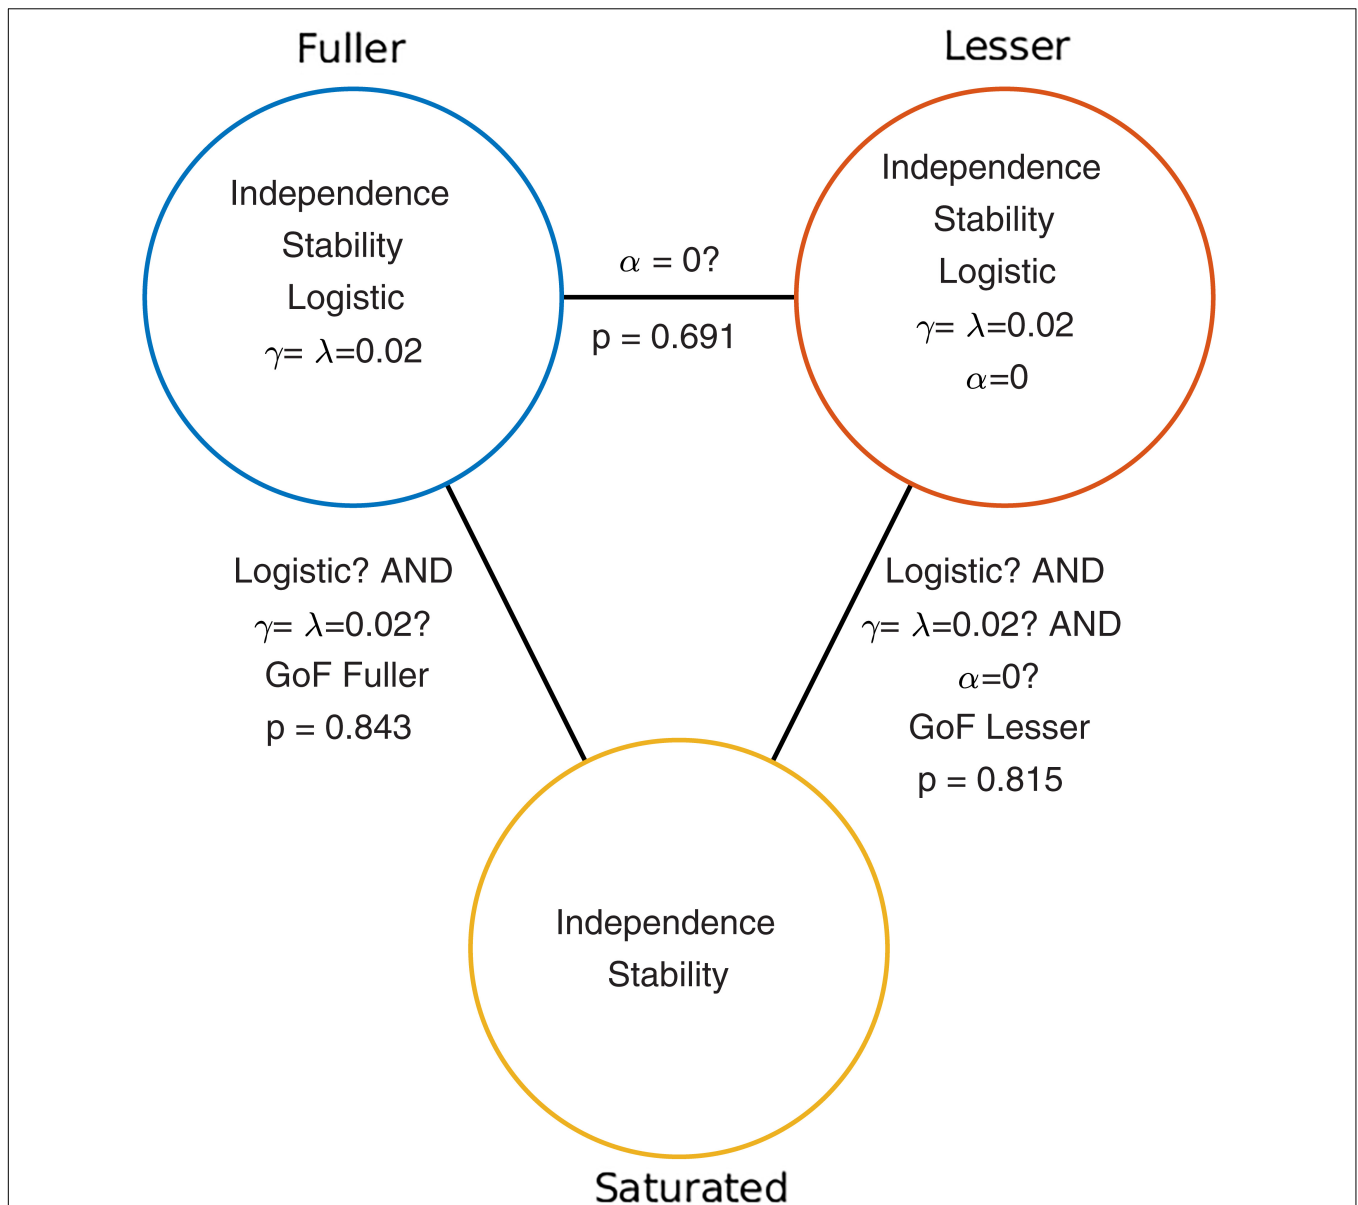 Fuller
Independence
Stability
Logistic
γ= λ=0.02
α = 0?
p = 0.691
Lesser
Independence
Stability
Logistic
γ= λ=0.02
α=0
Logistic? AND
γ= λ=0.02?
GoF Fuller
p = 0.843
Logistic? AND
γ= λ=0.02? AND
α=0?
GoF Lesser
p = 0.815
Independence
Stability
Saturated